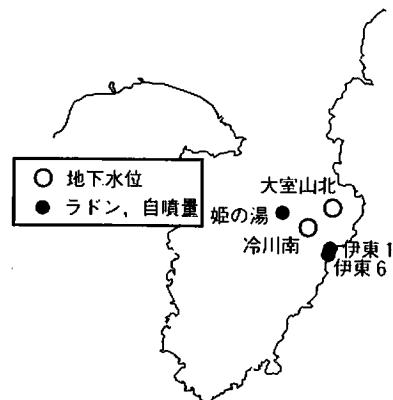 地下水位
ラドン，自噴量
大室山北
姫の湯
冷川南
伊東1
伊東6